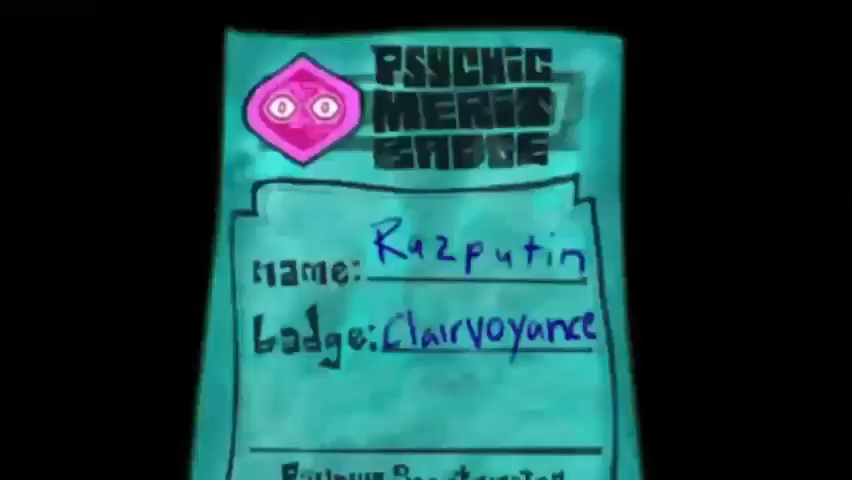 PSYCHIC
MERIT
BADGE
name: Razputin
badge: Clairvoyance